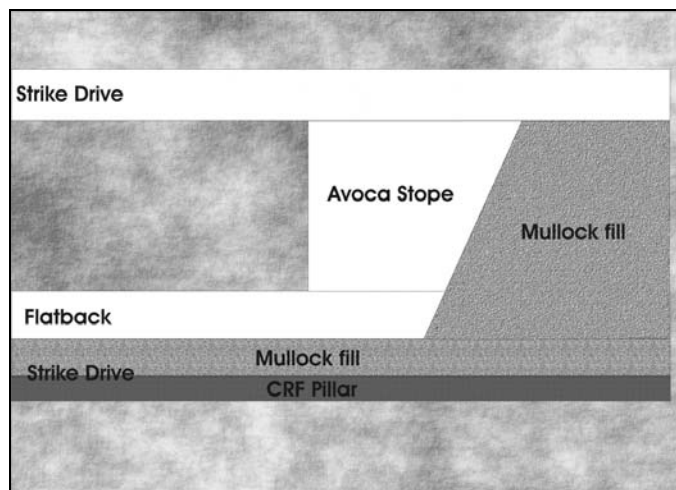 Strike Drive
Avoca Stope
Mullock fill
Flatback
Mullock fill
Strike Drive
CRF Pillar